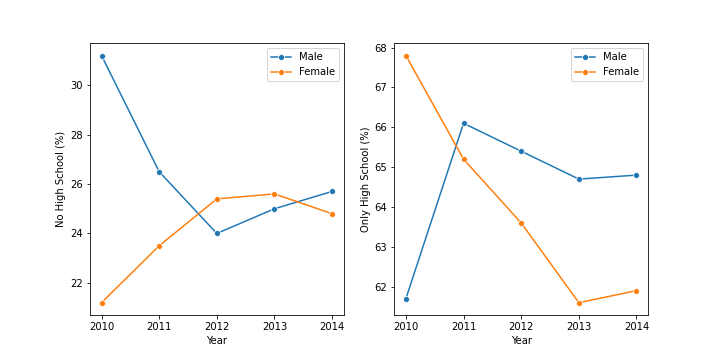 No High School (%)
30
28
26
24
22
2010 2011 2012 2013 2014
Year
Male
Female
Only High School (%)
68
67
66
65
64
63
62
2010 2011 2012 2013 2014
Year
Male
Female